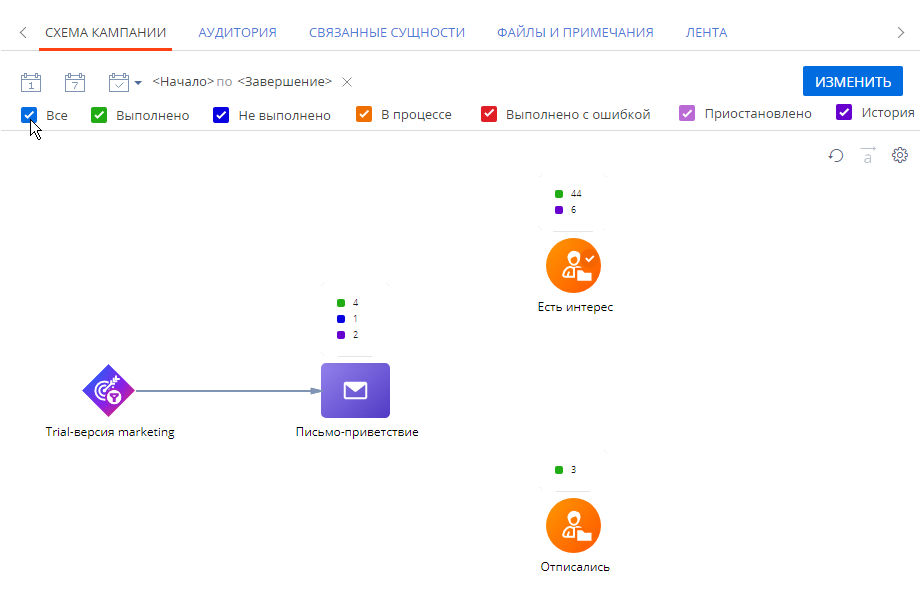 СХЕМА КАМПАНИИ АУДИТОРИЯ СВЯЗАННЫЕ СУЩНОСТИ ФАЙЛЫ И ПРИМЕЧАНИЯ ЛЕНТА
1 7 <Начало> по <Завершение> ИЗМЕНИТЬ
Все Выполнено Не выполнено В процессе Выполнено с ошибкой Приостановлено История
a
44
6
Есть интерес
4
1
2
Trial-версия marketing
Письмо-приветствие
3
Отписались